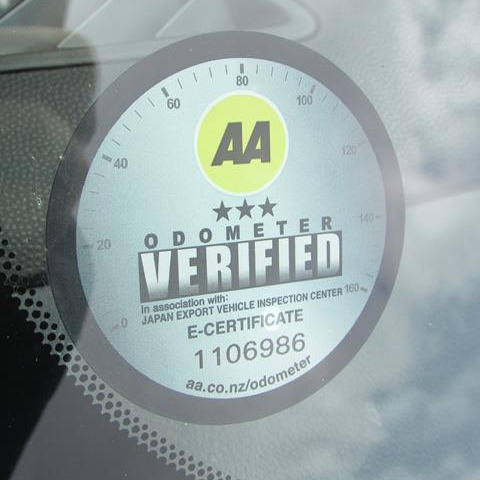 0
20
40
60
80
100
120
140
160
AA
ODOMETER
VERIFIED
in association with:
JAPAN EXPORT VEHICLE INSPECTION CENTER
E-CERTIFICATE
1106986
aa.co.nz/odometer